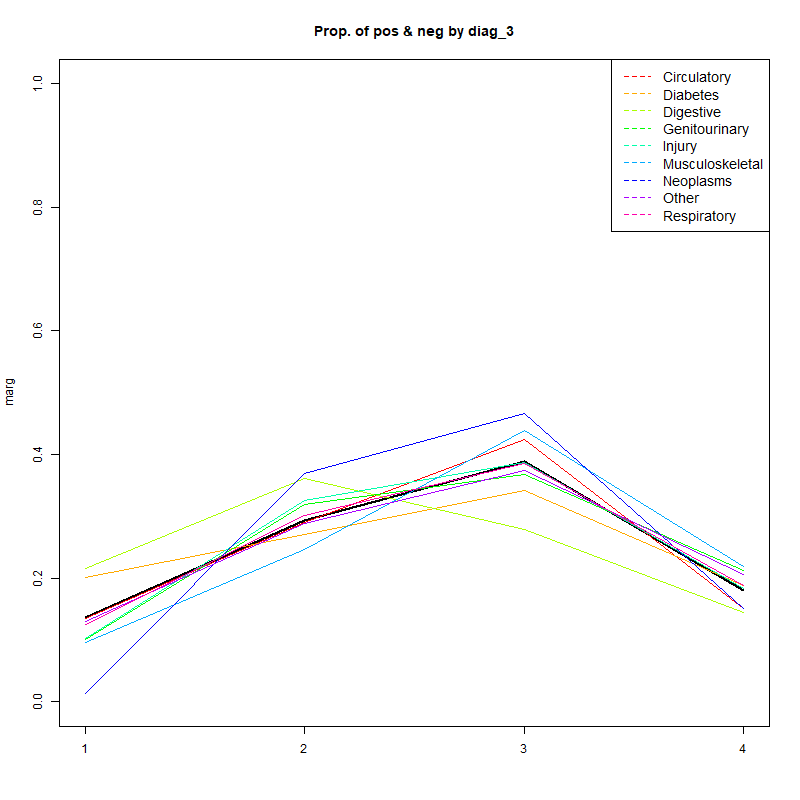 Prop. of pos & neg by diag_3
Circulatory
Diabetes
Digestive
Genitourinary
Injury
Musculoskeletal
Neoplasms
Other
Respiratory
marg
1.0
0.8
0.6
0.4
0.2
0.0
1 2 3 4